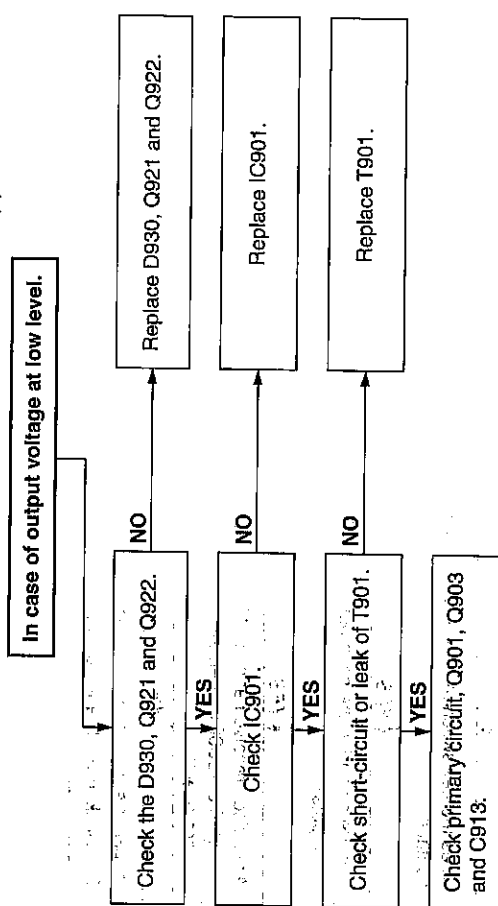 In case of output voltage at low level.
Check the D930, Q921 and Q922.
NO
Replace D930, Q921 and Q922.
YES
Check IC901.
NO
Replace IC901.
YES
Check short-circuit or leak of T901.
NO
Replace T901.
YES
Check primary circuit, Q901, Q903
and C913.